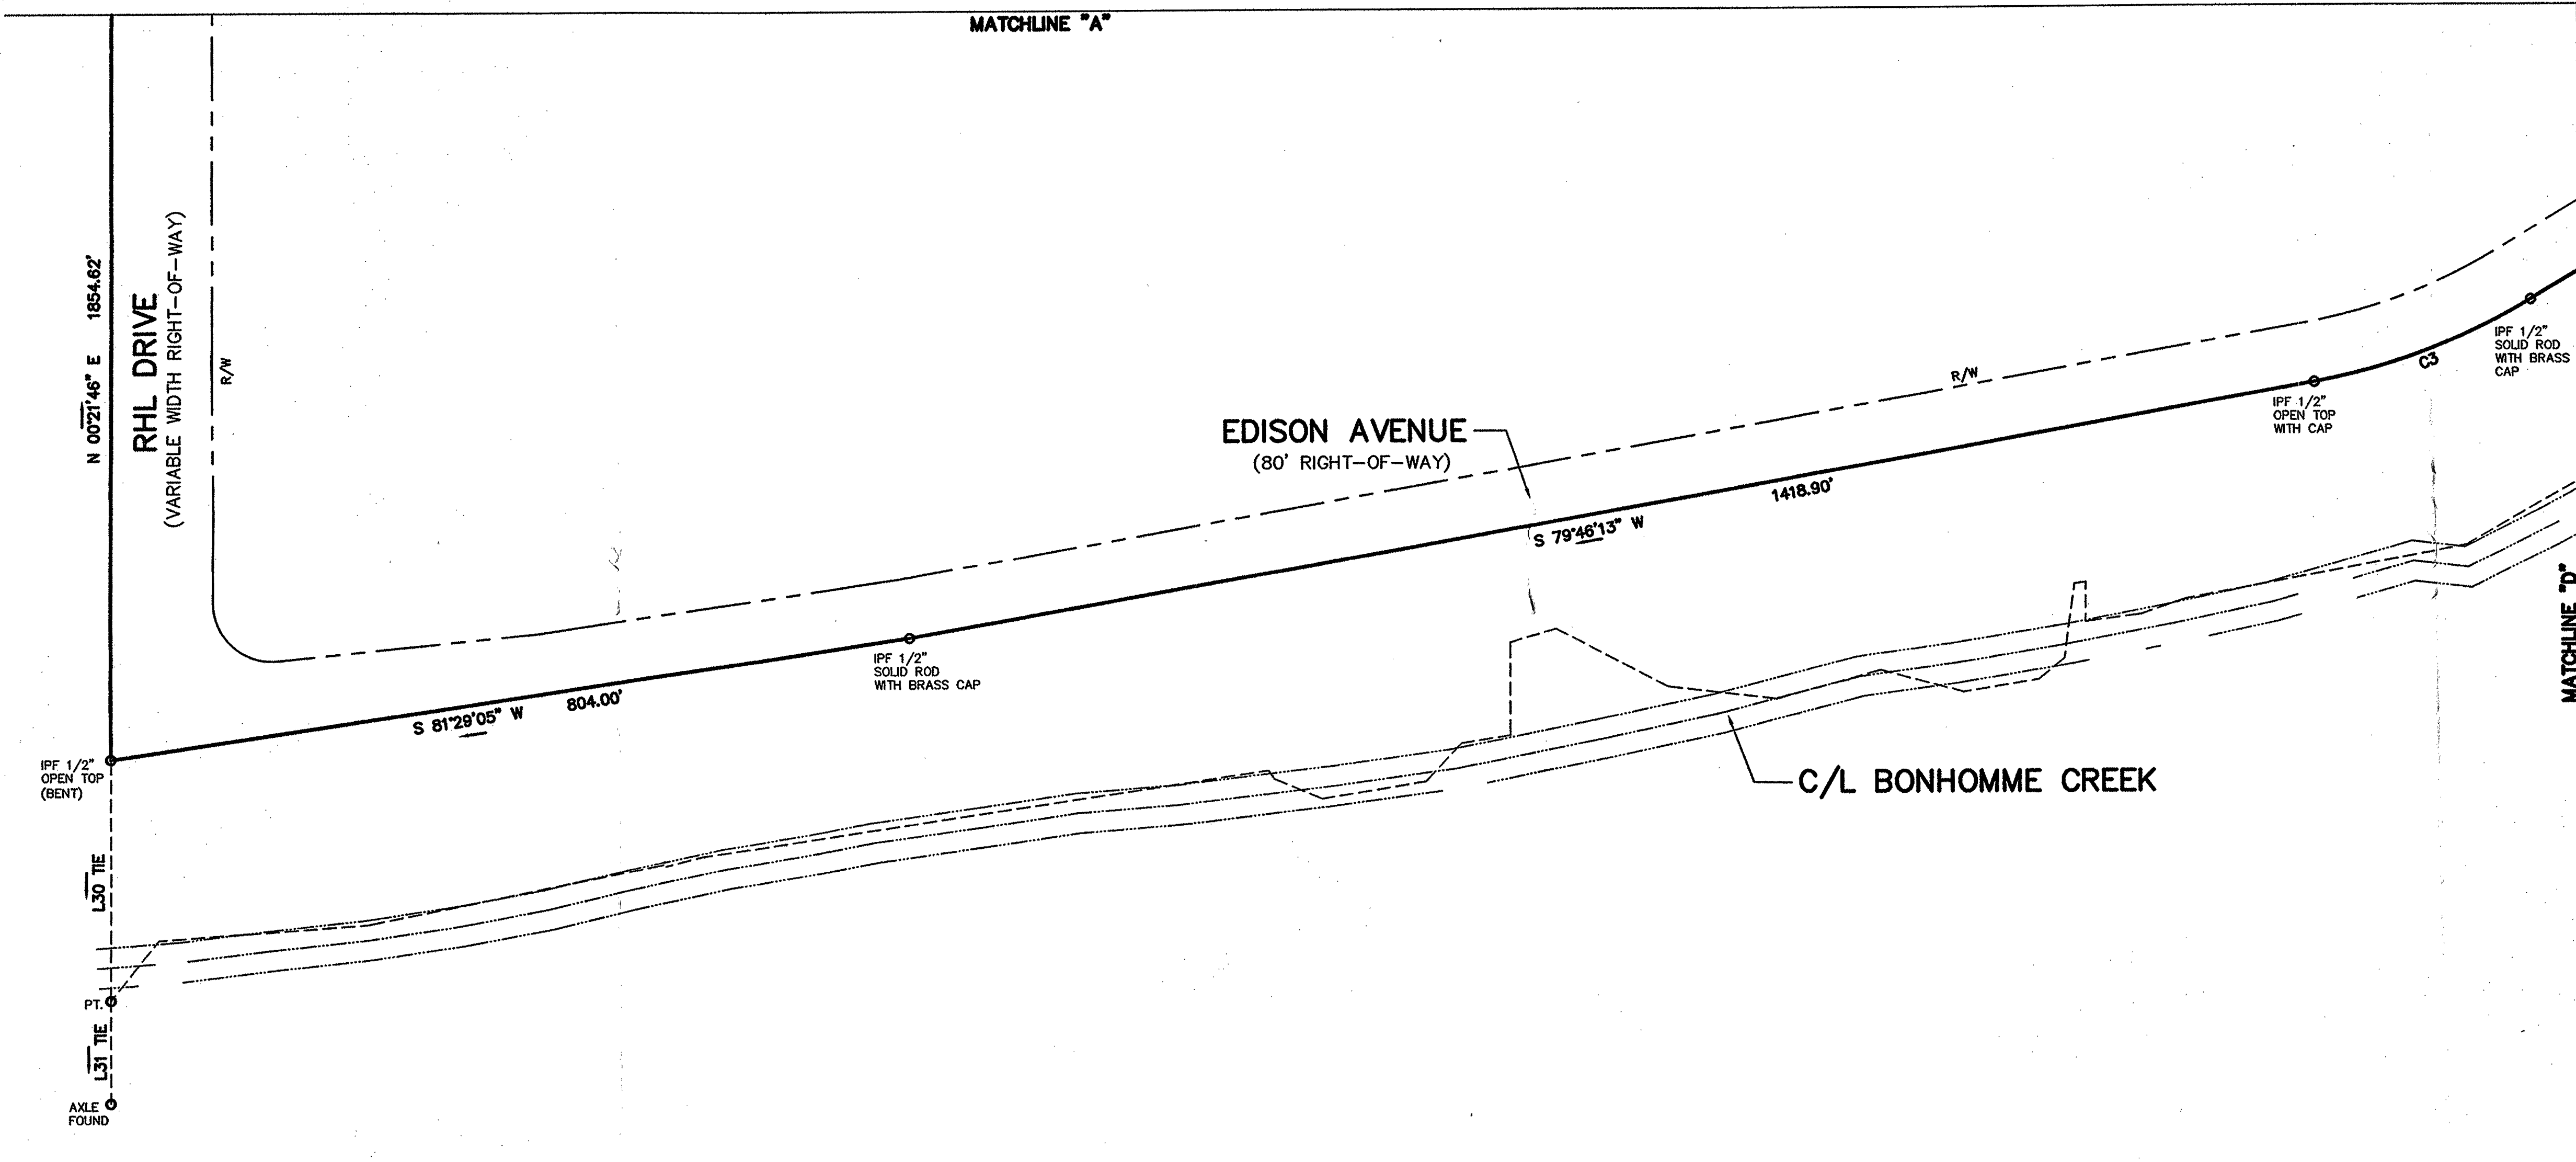 MATCHLINE "A"
N 00°21'46" E 1854.62'
RHL DRIVE
(VARIABLE WIDTH RIGHT-OF-WAY)
R/W
EDISON AVENUE
(80' RIGHT-OF-WAY)
R/W
C3
IPF 1/2"
SOLID ROD
WITH BRASS
CAP
IPF 1/2"
OPEN TOP
WITH CAP
1418.90'
S 79°46'13" W
IPF 1/2"
SOLID ROD
WITH BRASS CAP
S 81°29'05" W 804.00'
MATCHLINE "D"
IPF 1/2"
OPEN TOP
(BENT)
C/L BONHOMME CREEK
L30 TIE
PT.
L31 TIE
AXLE
FOUND